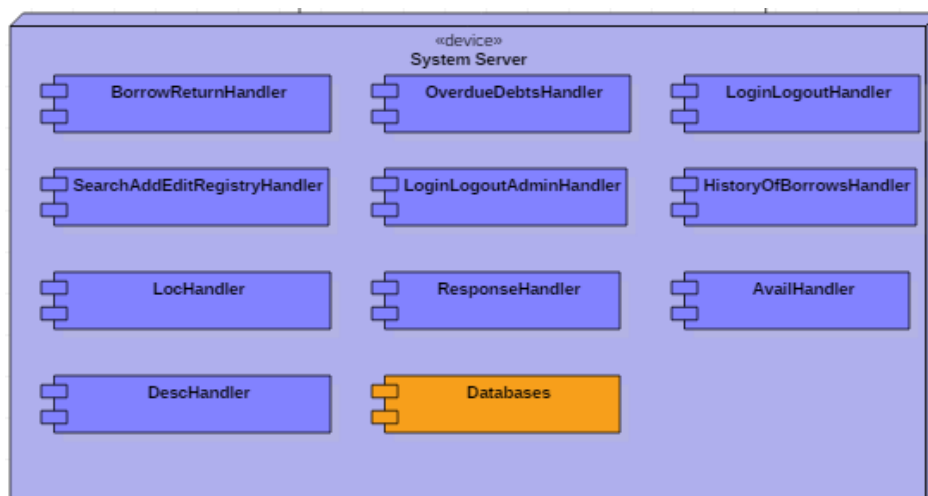 «device»
System Server
BorrowReturnHandler
OverdueDebtsHandler
LoginLogoutHandler
SearchAddEditRegistryHandler
LoginLogoutAdminHandler
HistoryOfBorrowsHandler
LocHandler
ResponseHandler
AvailHandler
DescHandler
Databases